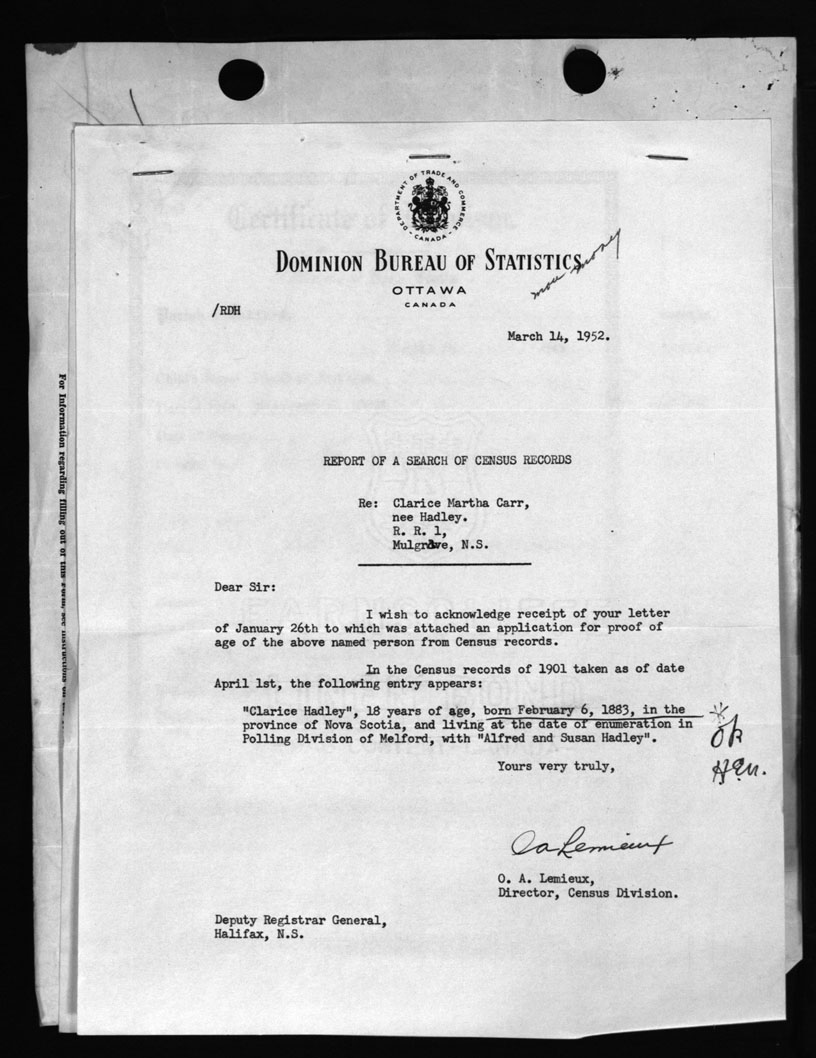 DEPARTMENT OF TRADE AND COMMERCE
CANADA
DOMINION BUREAU OF STATISTICS
OTTAWA
CANADA
/RDH
March 14, 1952.
For Information regarding filling out of this Form, see instructions on
REPORT OF A SEARCH OF CENSUS RECORDS
Re: Clarice Martha Carr,
nee Hadley.
R. R. 1,
Mulgrave, N.S.
Dear Sir:
I wish to acknowledge receipt of your letter
of January 26th to which was attached an application for proof of
age of the above named person from Census records.
In the Census records of 1901 taken as of date
April 1st, the following entry appears:
"Clarice Hadley", 18 years of age, born February 6, 1883, in the
province of Nova Scotia, and living at the date of enumeration in
Polling Division of Melford, with "Alfred and Susan Hadley".
Ok
Yours very truly,
O A Lemieux
O. A. Lemieux,
Director, Census Division.
Deputy Registrar General,
Halifax, N.S.